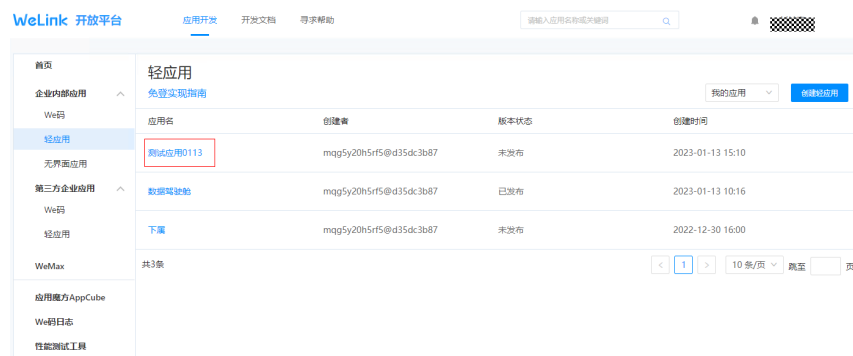 WeLink 开放平台 应用开发 开发文档 寻求帮助 请输入应用名称或关键词
首页
企业内部应用
We码
轻应用
无界面应用
第三方企业应用
We码
轻应用
WeMax
应用魔方AppCube
We码日志
性能测试工具
轻应用
免登实现指南 我的应用 创建轻应用
应用名 创建者 版本状态 创建时间
测试应用0113 mqg5y20h5rf5@d35dc3b87 未发布 2023-01-13 15:10
数据驾驶舱 mqg5y20h5rf5@d35dc3b87 已发布 2023-01-13 10:16
下属 mqg5y20h5rf5@d35dc3b87 未发布 2022-12-30 16:00
共3条 < 1 > 10 条/页 跳至 页